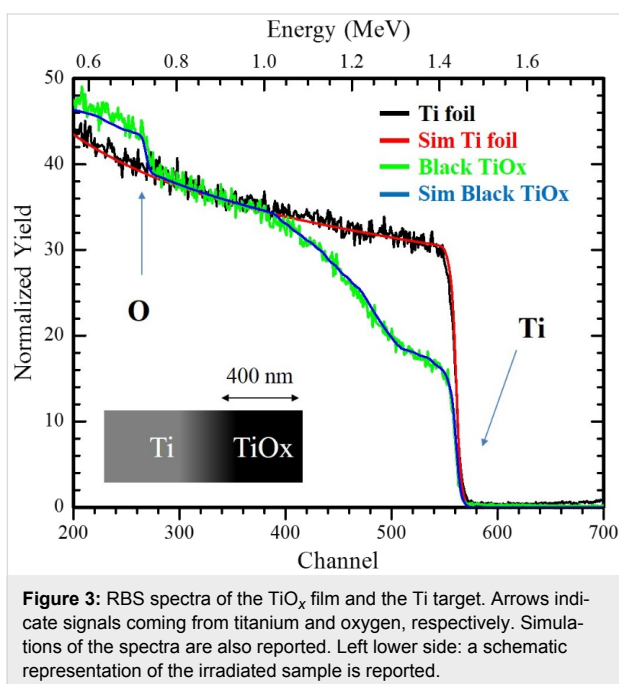 Energy (MeV)
0.6 0.8 1.0 1.2 1.4 1.6
50
40
30
20
10
0
Normalized Yield
Ti foil
Sim Ti foil
Black TiOx
Sim Black TiOx
O
Ti
400 nm
Ti TiOx
200 300 400 500 600 700
Channel
Figure 3: RBS spectra of the TiOx film and the Ti target. Arrows indi-
cate signals coming from titanium and oxygen, respectively. Simula-
tions of the spectra are also reported. Left lower side: a schematic
representation of the irradiated sample is reported.